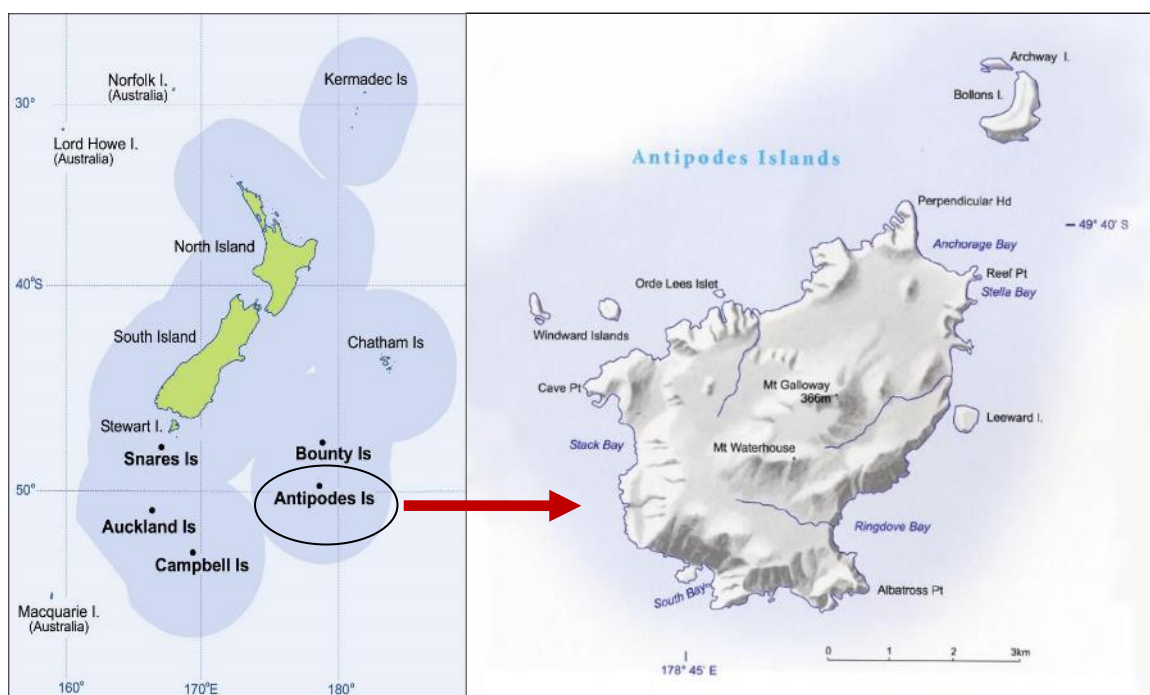 Norfolk I.
(Australia)
Kermadec Is
30°
Lord Howe I.
(Australia)
North Island
40°S
South Island
Chatham Is
Stewart I.
Snares Is
Bounty Is
50°
Antipodes Is
Auckland Is
Campbell Is
Macquarie I.
(Australia)
160°
170°E
180°
Archway I.
Bollons I.
Antipodes Islands
Perpendicular Hd
49° 40' S
Anchorage Bay
Reef Pt
Orde Lees Islet
Stella Bay
Windward Islands
Mt Galloway
366m
Cave Pt
Leeward I.
Stack Bay
Mt Waterhouse
Ringdove Bay
South Bay
Albatross Pt
0 1 2 3km
178° 45' E